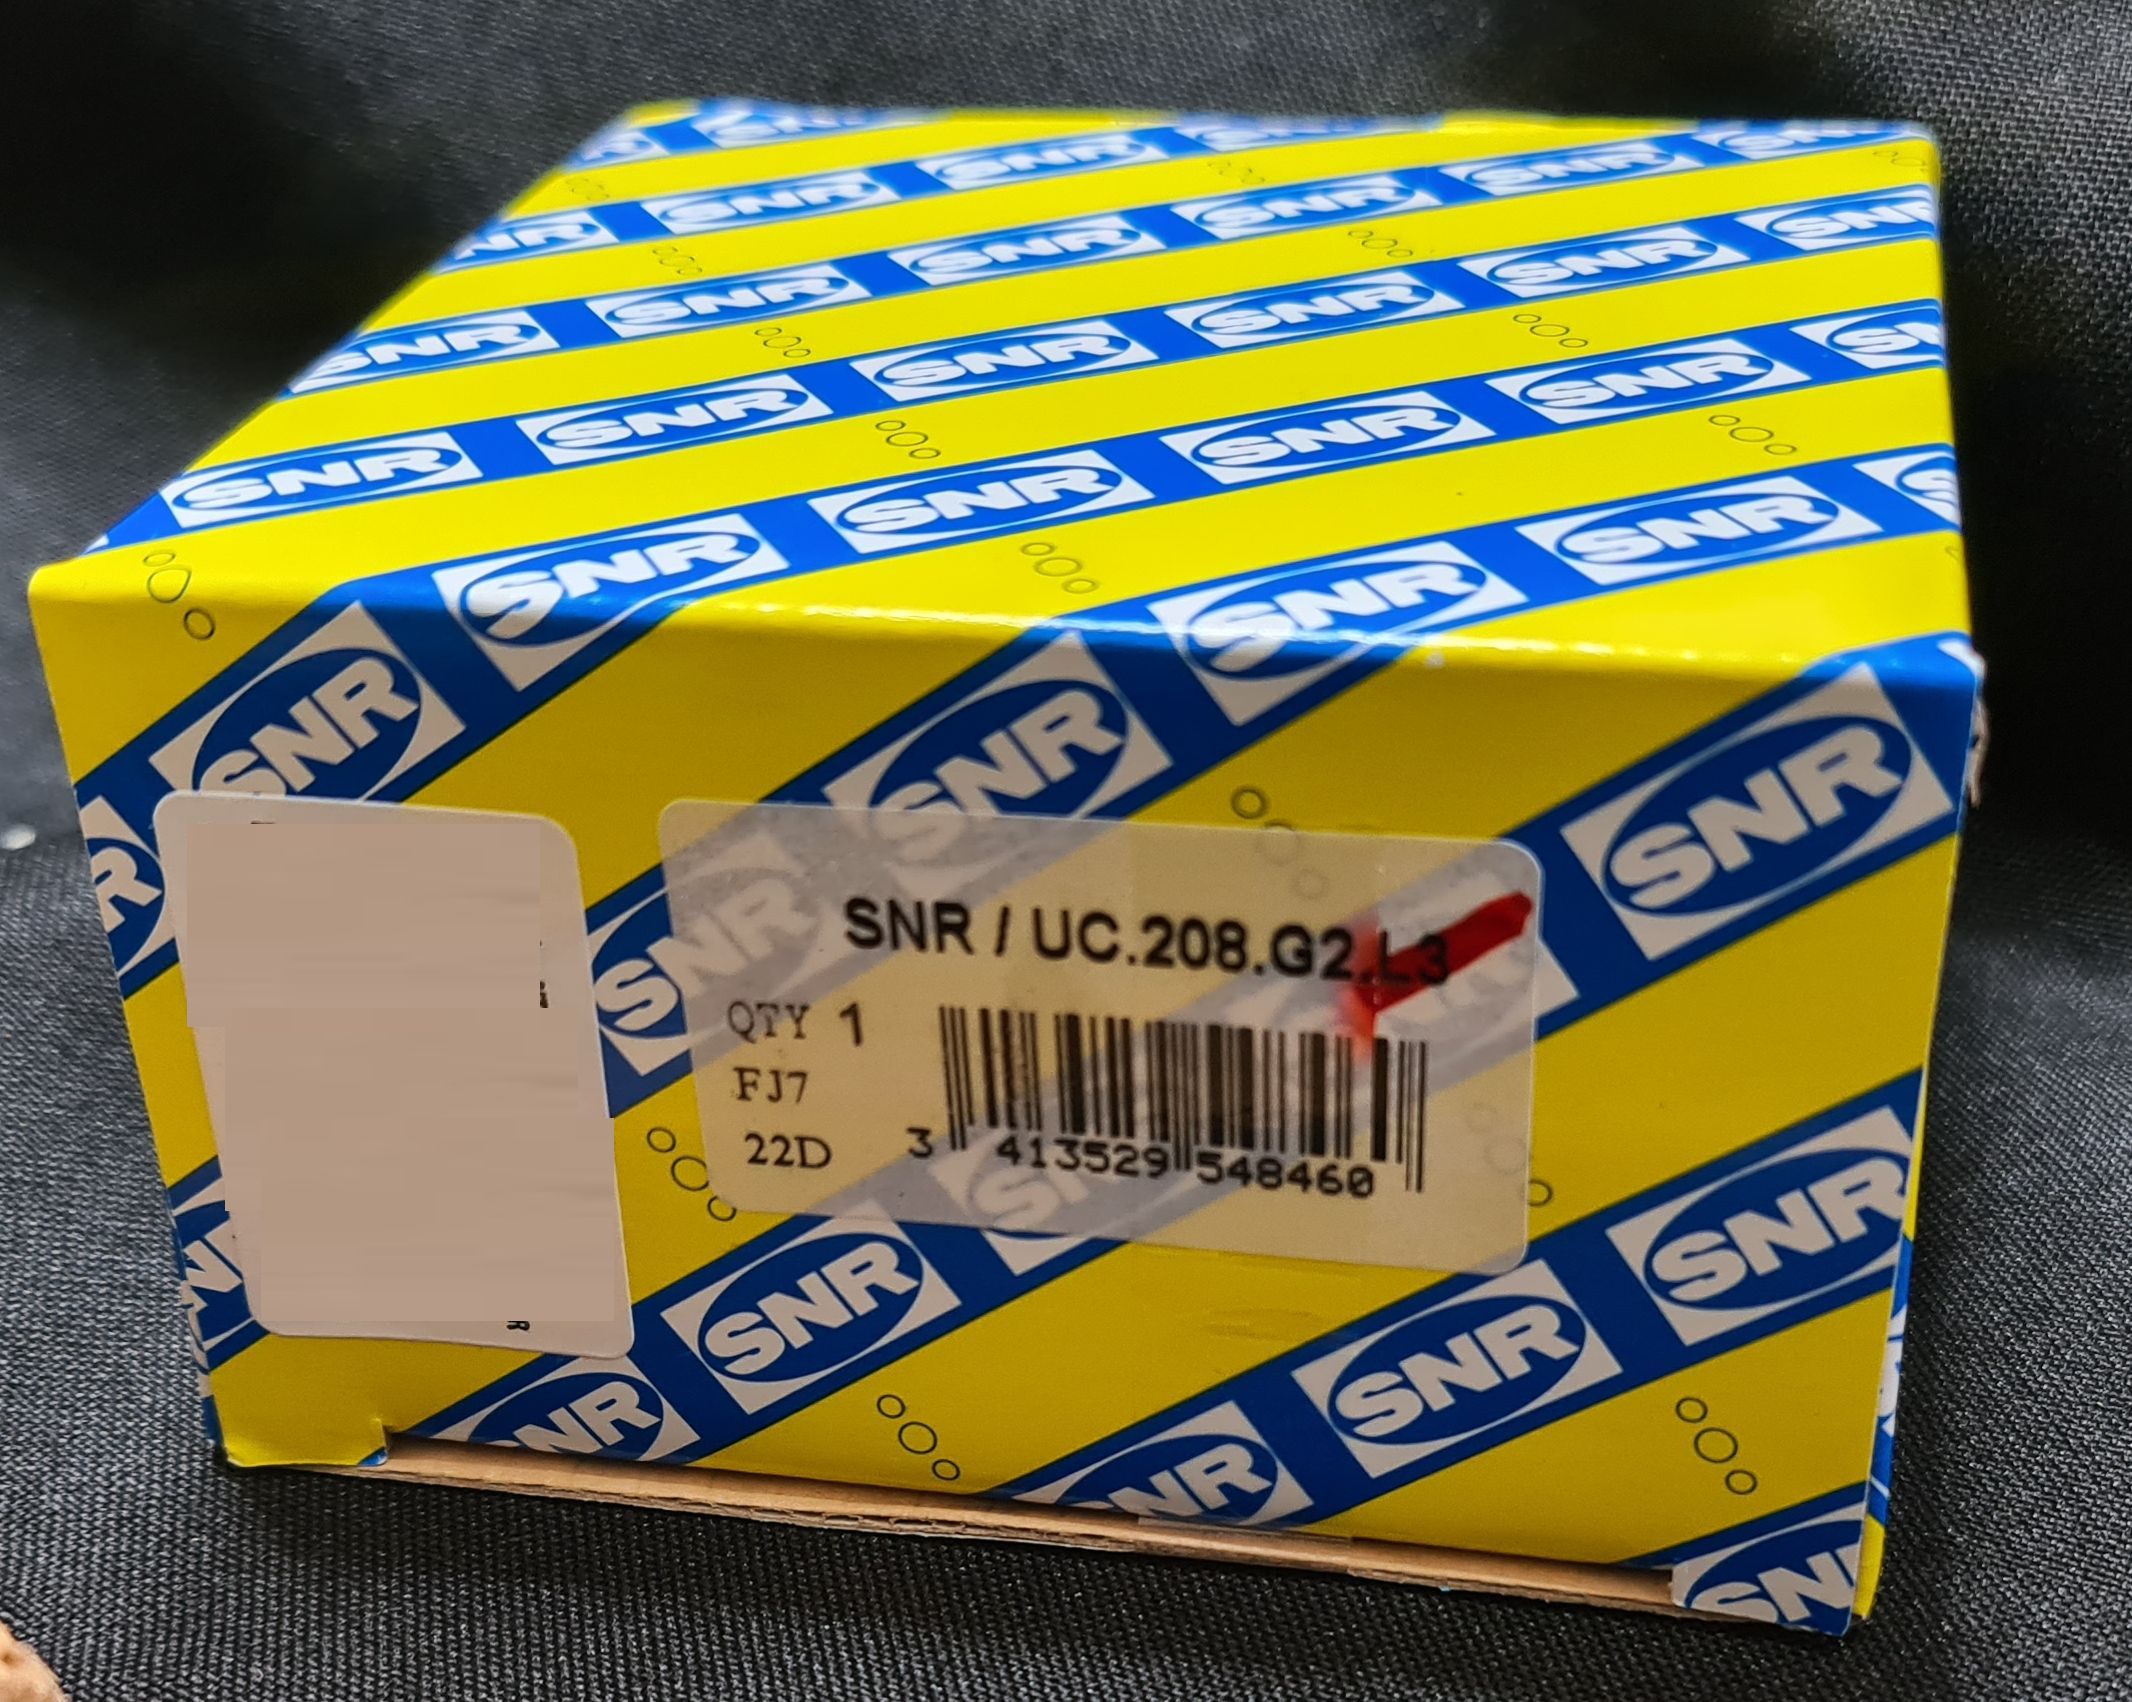 SNR
SNR / UC.208.G2.L3
QTY 1
FJ7
22D
3 413529 548460